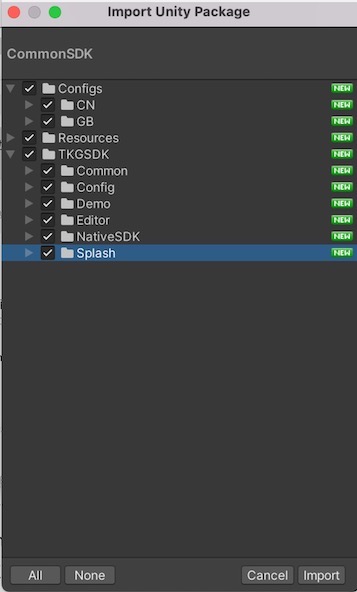 Import Unity Package
CommonSDK
Configs NEW
CN NEW
GB NEW
Resources NEW
TKGSDK NEW
Common NEW
Config NEW
Demo NEW
Editor NEW
NativeSDK NEW
Splash NEW
All None Cancel Import